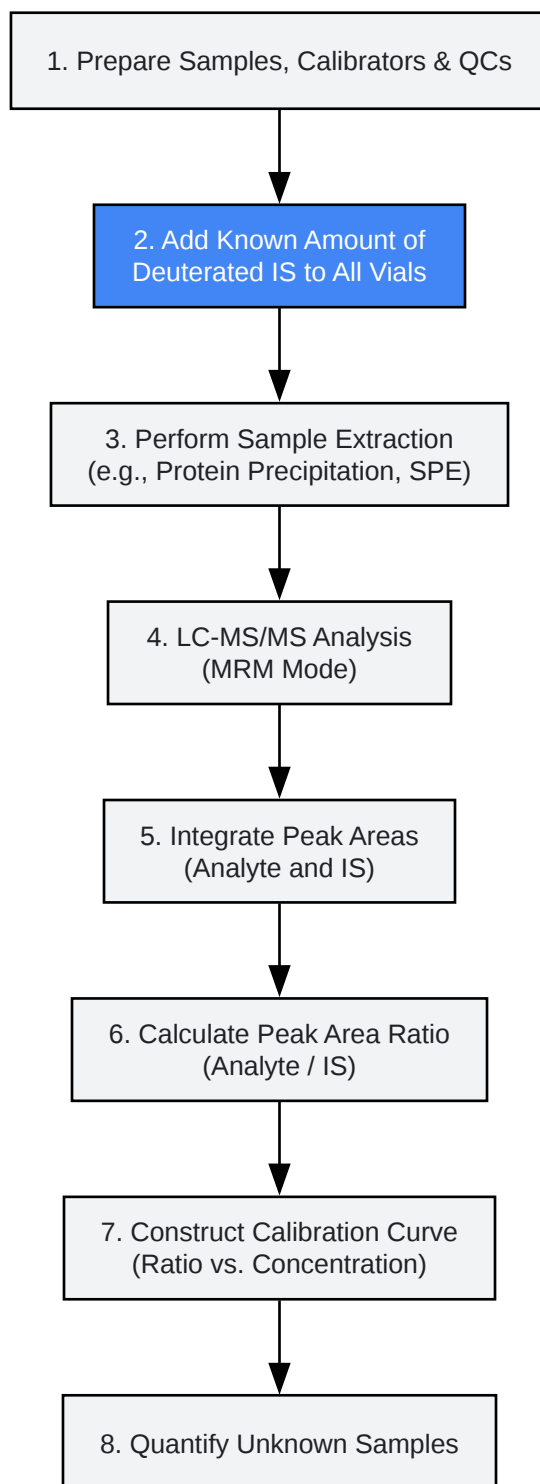 1. Prepare Samples, Calibrators & QCs
2. Add Known Amount of
Deuterated IS to All Vials
3. Perform Sample Extraction
(e.g., Protein Precipitation, SPE)
4. LC-MS/MS Analysis
(MRM Mode)
5. Integrate Peak Areas
(Analyte and IS)
6. Calculate Peak Area Ratio
(Analyte / IS)
7. Construct Calibration Curve
(Ratio vs. Concentration)
8. Quantify Unknown Samples